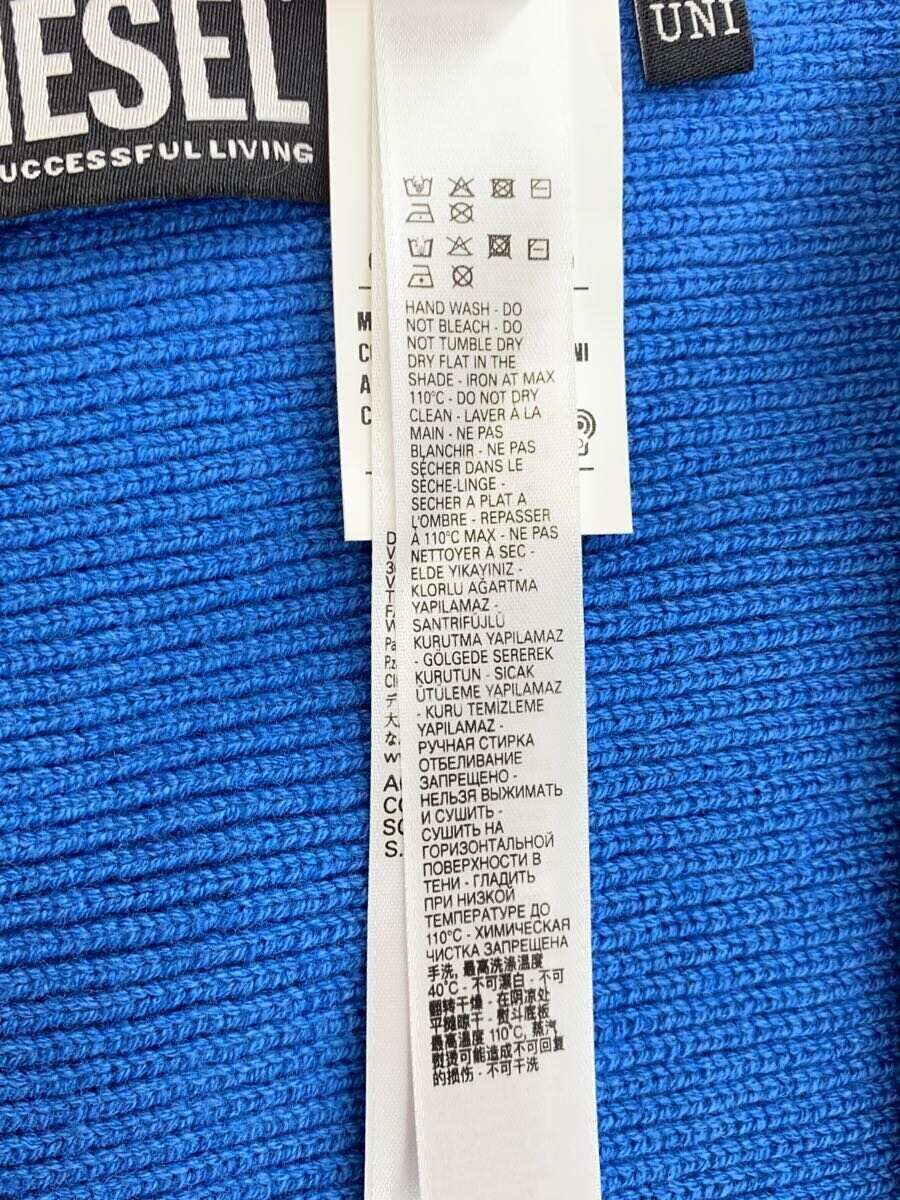 IESEL
UCCESSFUL LIVING
UNI
HAND WASH - DO
NOT BLEACH - DO
NOT TUMBLE DRY
DRY FLAT IN THE
SHADE - IRON AT MAX
110°C - DO NOT DRY
CLEAN - LAVER À LA
MAIN - NE PAS
BLANCHIR - NE PAS
SÉCHER DANS LE
SÈCHE-LINGE -
SECHER A PLAT A
L'OMBRE - REPASSER
À 110°C MAX - NE PAS
NETTOYER À SEC -
ELDE YIKAYINIZ -
KLORLU AĞARTMA
YAPILAMAZ -
SANTRIFÜJLÜ
KURUTMA YAPILAMAZ
- GÖLGEDE SEREREK
KURUTUN - SICAK
ÜTÜLEME YAPILAMAZ
- KURU TEMİZLEME
YAPILAMAZ -
РУЧНАЯ СТИРКА
ОТБЕЛИВАНИЕ
ЗАПРЕЩЕНО -
НЕЛЬЗЯ ВЫЖИМАТЬ
И СУШИТЬ -
СУШИТЬ НА
ГОРИЗОНТАЛЬНОЙ
ПОВЕРХНОСТИ В
ТЕНИ - ГЛАДИТЬ
ПРИ НИЗКОЙ
ТЕМПЕРАТУРЕ ДО
110°C - ХИМИЧЕСКАЯ
ЧИСТКА ЗАПРЕЩЕНА
手洗, 最高洗涤温度
40°C - 不可漂白 - 不可
翻转干燥 - 在阴凉处
平摊晾干 - 熨斗底板
最高温度 110°C, 蒸汽
熨烫可能造成不可回复
的损伤 - 不可干洗